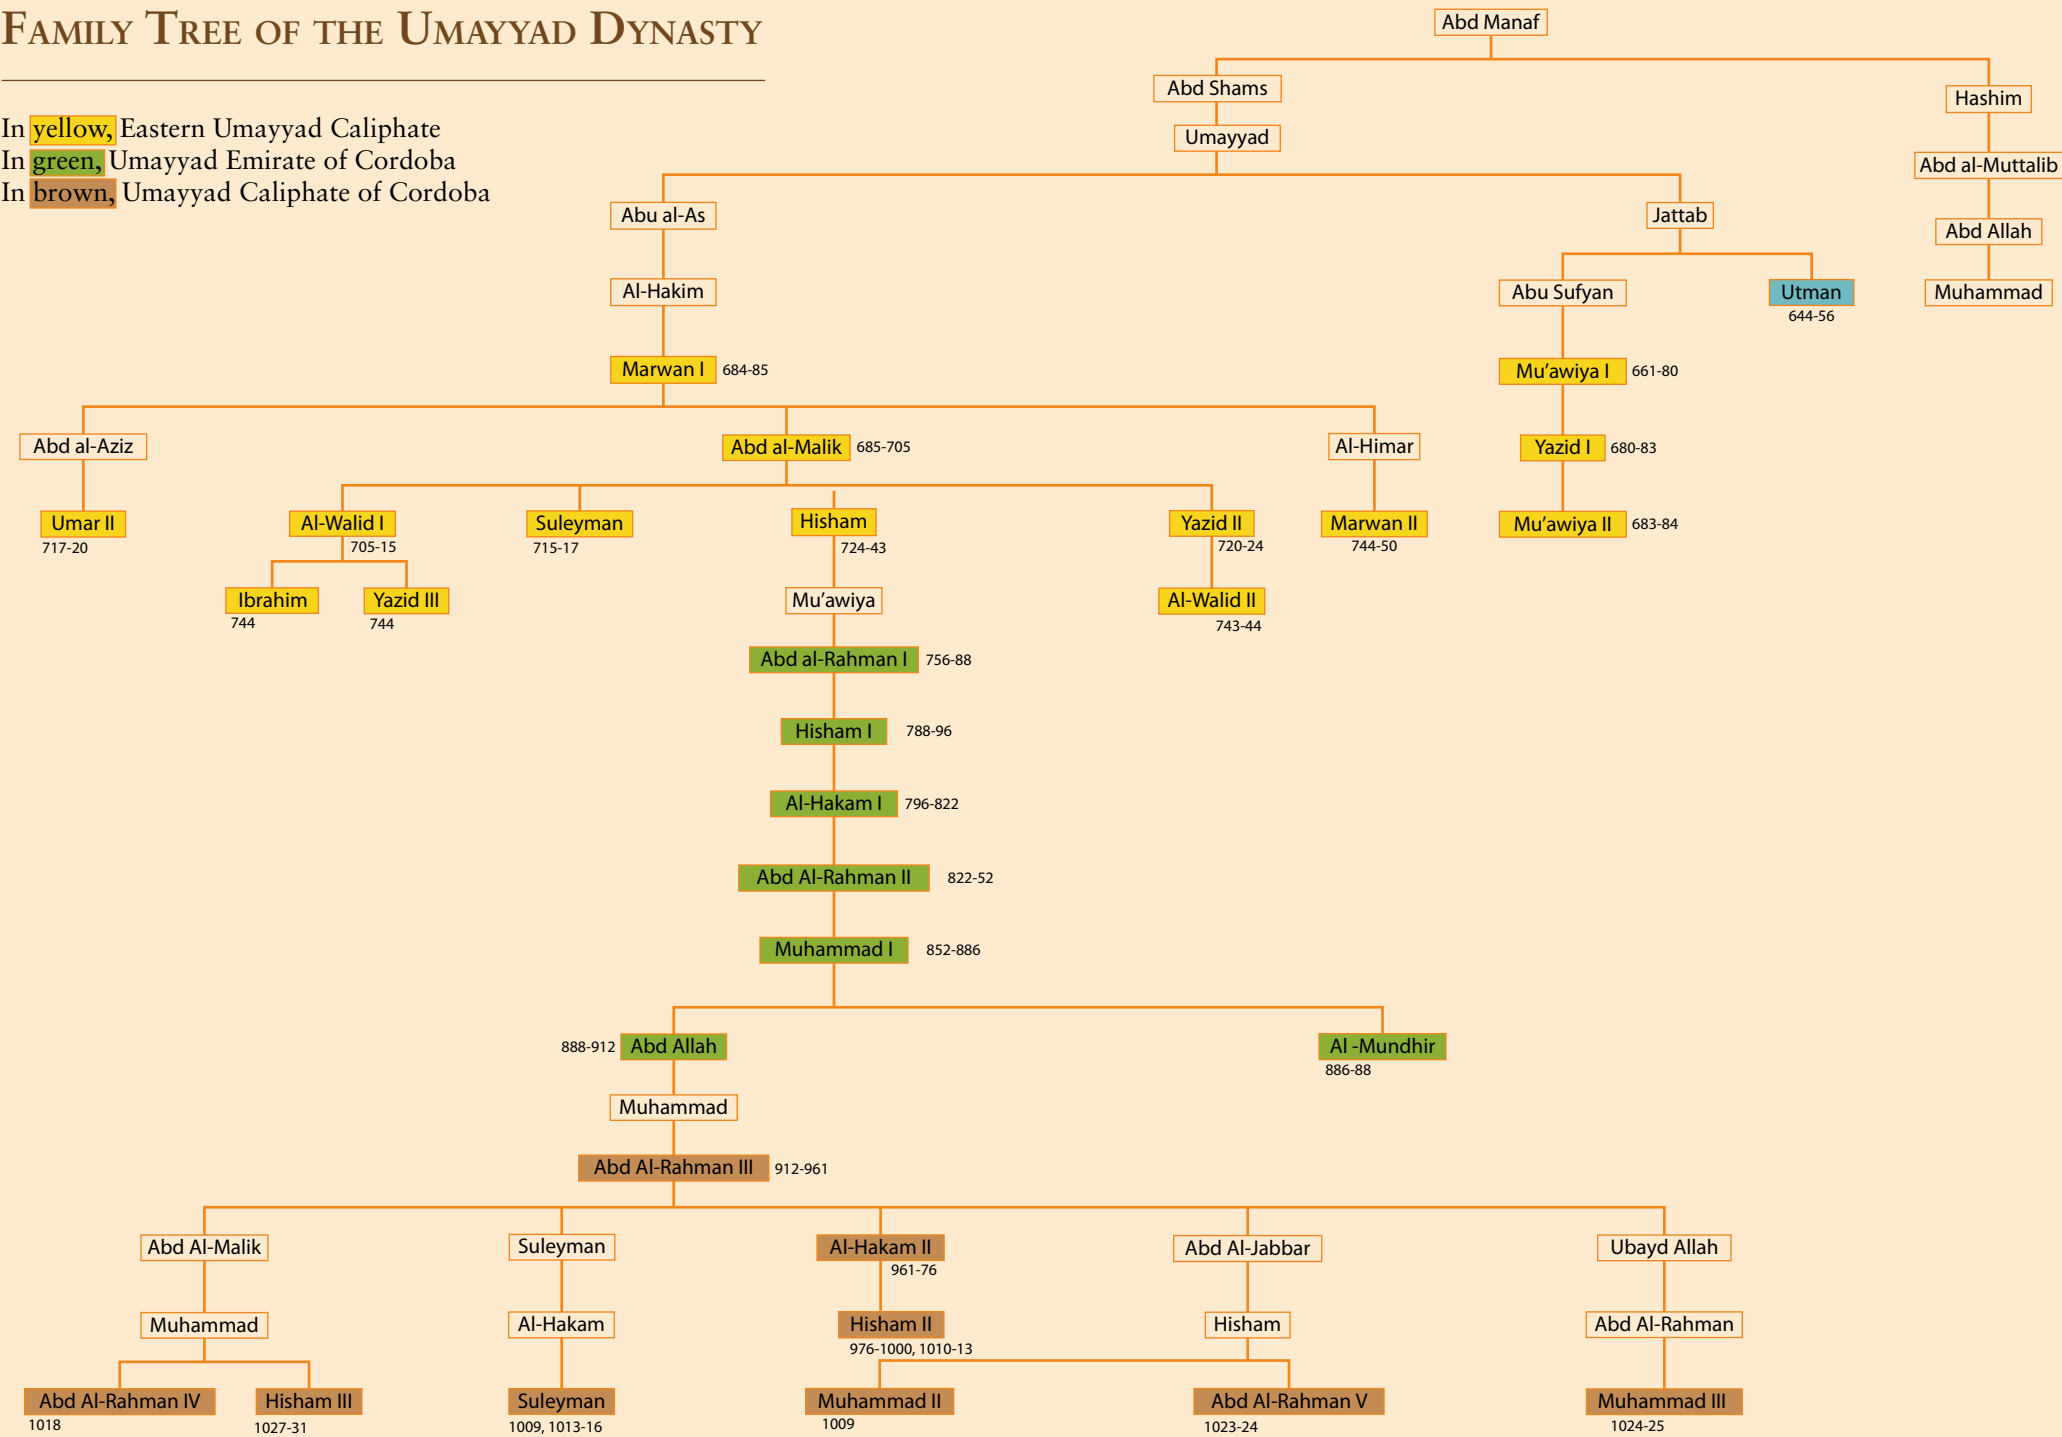 Family Tree of the Umayyad Dynasty
In yellow, Eastern Umayyad Caliphate
In green, Umayyad Emirate of Cordoba
In brown, Umayyad Caliphate of Cordoba
Abd Manaf
Abd Shams
Hashim
Umayyad
Abd al-Muttalib
Abu al-As
Jattab
Abd Allah
Al-Hakim
Abu Sufyan
Utman
644-56
Muhammad
Marwan I 684-85
Mu’awiya I 661-80
Abd al-Aziz
Abd al-Malik 685-705
Al-Himar
Yazid I 680-83
Umar II
717-20
Al-Walid I
705-15
Suleyman
715-17
Hisham
724-43
Yazid II
720-24
Marwan II
744-50
Mu’awiya II 683-84
Ibrahim
744
Yazid III
744
Mu’awiya
Al-Walid II
743-44
Abd al-Rahman I 756-88
Hisham I 788-96
Al-Hakam I 796-822
Abd Al-Rahman II 822-52
Muhammad I 852-886
888-912 Abd Allah
Al -Mundhir
886-88
Muhammad
Abd Al-Rahman III 912-961
Abd Al-Malik
Suleyman
Al-Hakam II
961-76
Abd Al-Jabbar
Ubayd Allah
Muhammad
Al-Hakam
Hisham II
976-1000, 1010-13
Hisham
Abd Al-Rahman
Abd Al-Rahman IV
1018
Hisham III
1027-31
Suleyman
1009, 1013-16
Muhammad II
1009
Abd Al-Rahman V
1023-24
Muhammad III
1024-25